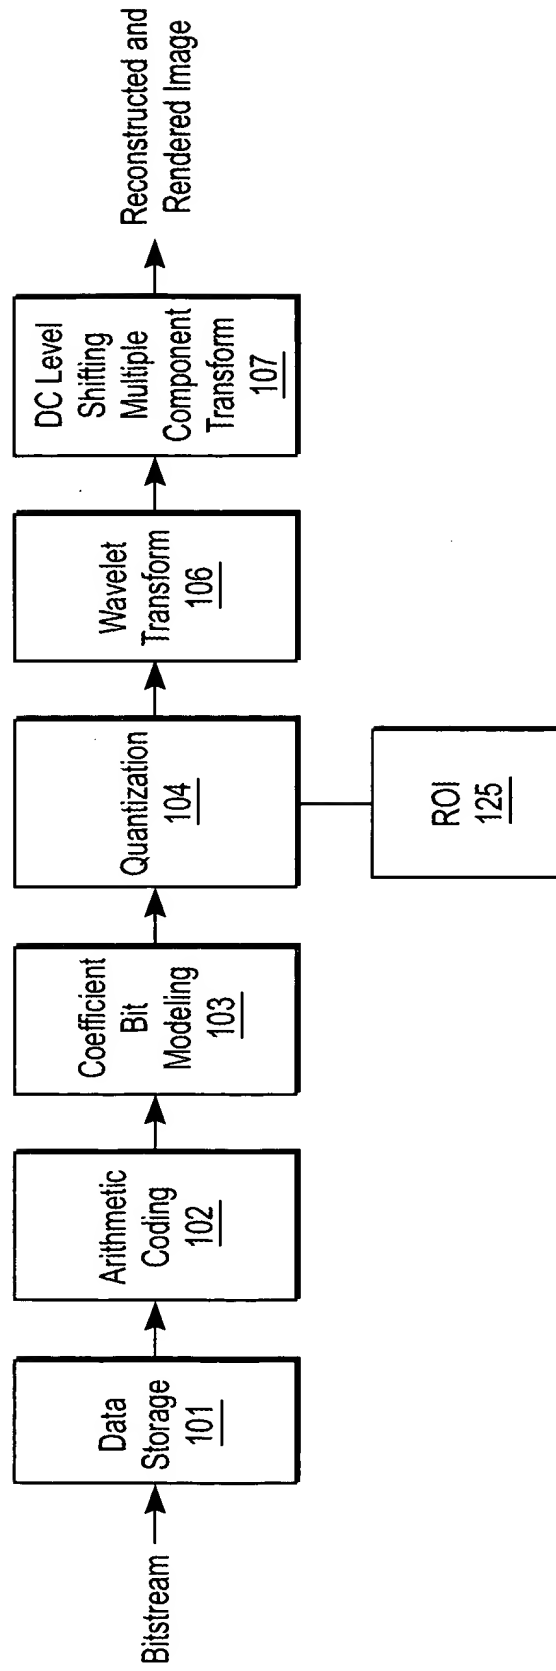 Bitstream
Data
Storage
101
Arithmetic
Coding
102
Coefficient
Bit
Modeling
103
Quantization
104
ROI
125
Wavelet
Transform
106
DC Level
Shifting
Multiple
Component
Transform
107
Reconstructed and
Rendered Image